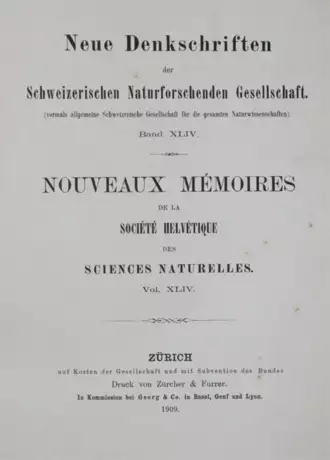 Neue Denkschriften
der
Schweizerischen Naturforschenden Gesellschaft.
(vormals allgemeine Schweizerische Gesellschaft für die gesamten Naturwissenschaften)
Band XLIV.
NOUVEAUX MÉMOIRES
DE LA
SOCIÉTÉ HELVÉTIQUE
DES
SCIENCES NATURELLES.
Vol. XLIV.
ZÜRICH
auf Kosten der Gesellschaft und mit Subvention des Bundes
Druck von Zürcher & Furrer.
In Kommission bei Georg & Co. in Basel, Genf und Lyon.
1909.